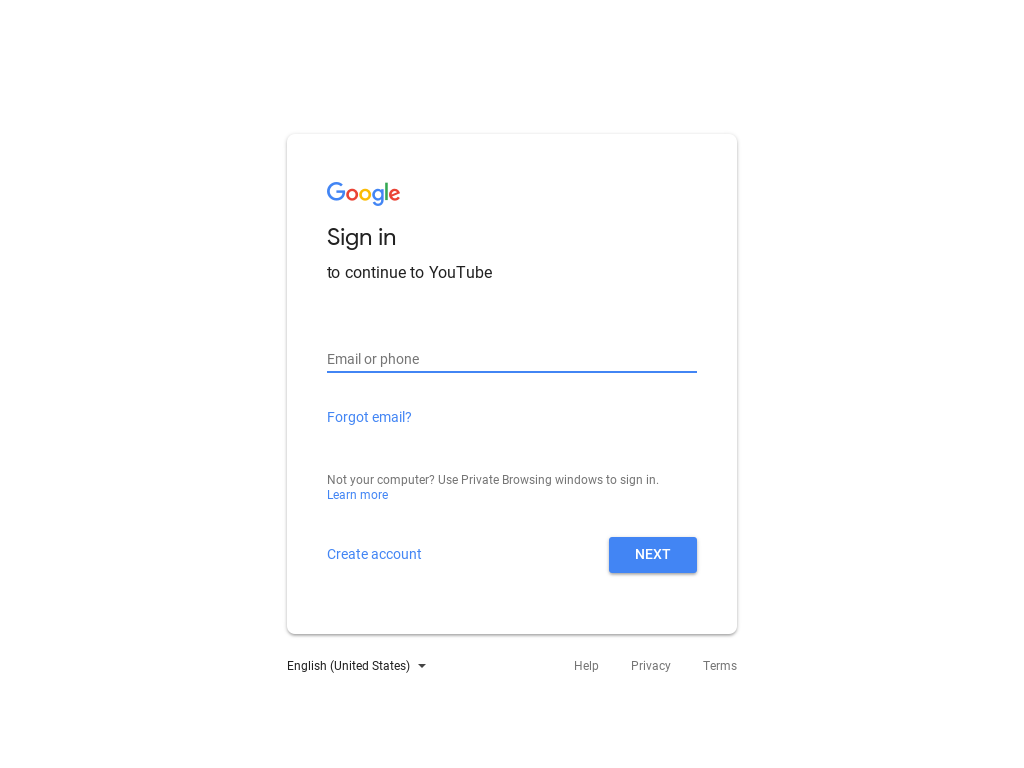 Google
Sign in
to continue to YouTube
Email or phone
Forgot email?
Not your computer? Use Private Browsing windows to sign in.
Learn more
Create account
NEXT
English (United States)
Help
Privacy
Terms